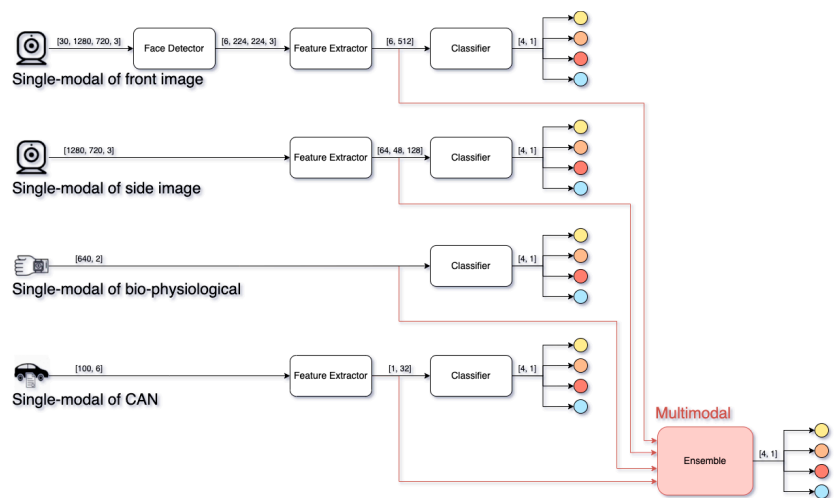 [30, 1280, 720, 3] Face Detector [6, 224, 224, 3] Feature Extractor [6, 512] Classifier [4, 1]
Single-modal of front image
[1280, 720, 3] Feature Extractor [64, 48, 128] Classifier [4, 1]
Single-modal of side image
[640, 2] Classifier [4, 1]
Single-modal of bio-physiological
[100, 6] Feature Extractor [1, 32] Classifier [4, 1]
Single-modal of CAN
Multimodal
Ensemble [4, 1]